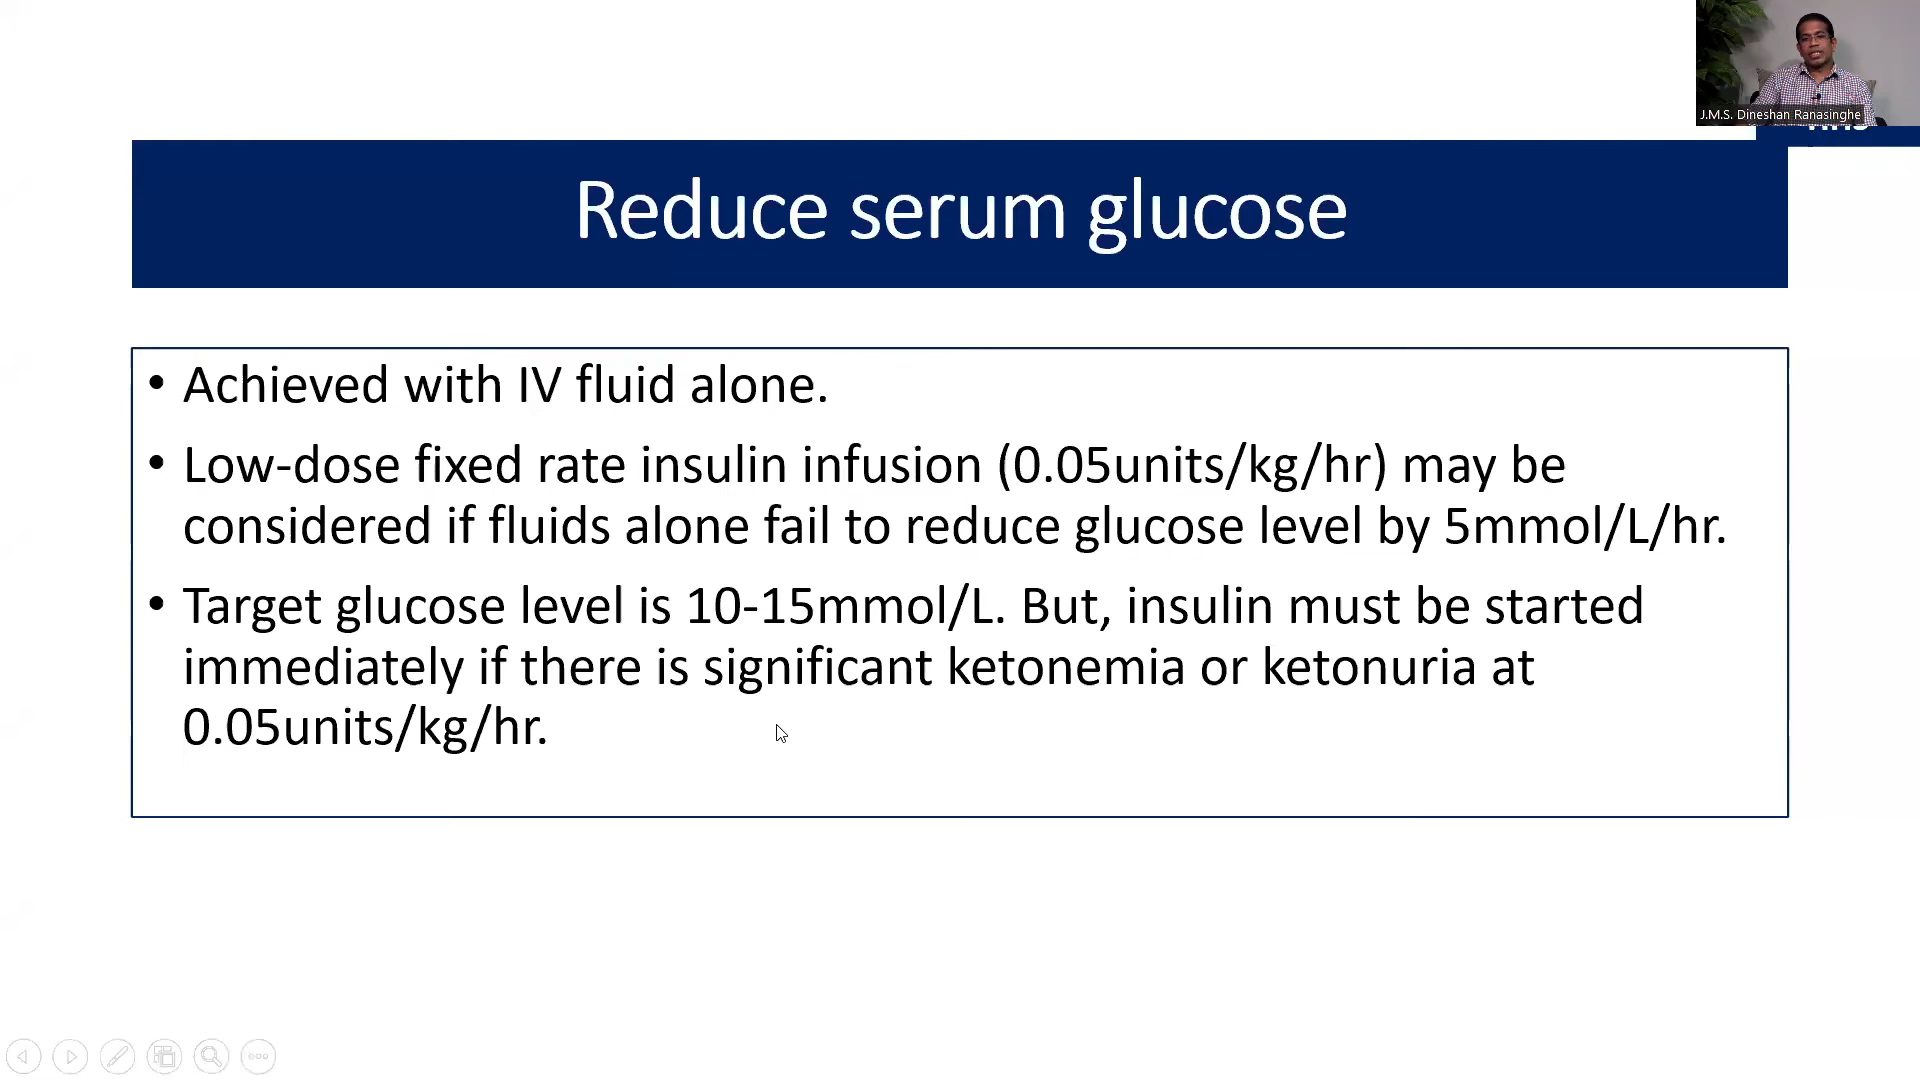 J.M.S. Dineshan Ranasinghe
Reduce serum glucose
• Achieved with IV fluid alone.
• Low-dose fixed rate insulin infusion (0.05units/kg/hr) may be
considered if fluids alone fail to reduce glucose level by 5mmol/L/hr.
• Target glucose level is 10-15mmol/L. But, insulin must be started
immediately if there is significant ketonemia or ketonuria at
0.05units/kg/hr.